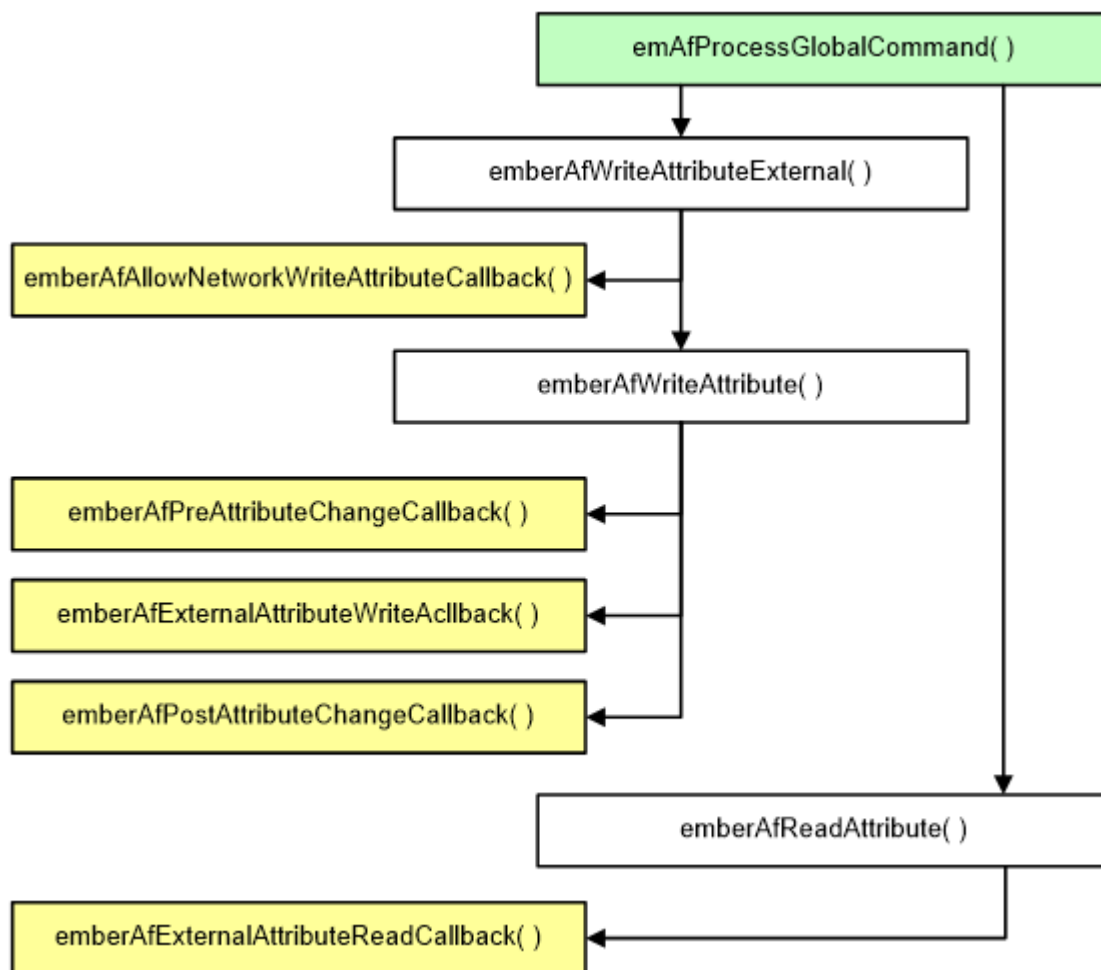 emAfProcessGlobalCommand( )
emberAfWriteAttributeExternal( )
emberAfAllowNetworkWriteAttributeCallback( )
emberAfWriteAttribute( )
emberAfPreAttributeChangeCallback( )
emberAfExternalAttributeWriteAcllback( )
emberAfPostAttributeChangeCallback( )
emberAfReadAttribute( )
emberAfExternalAttributeReadCallback( )